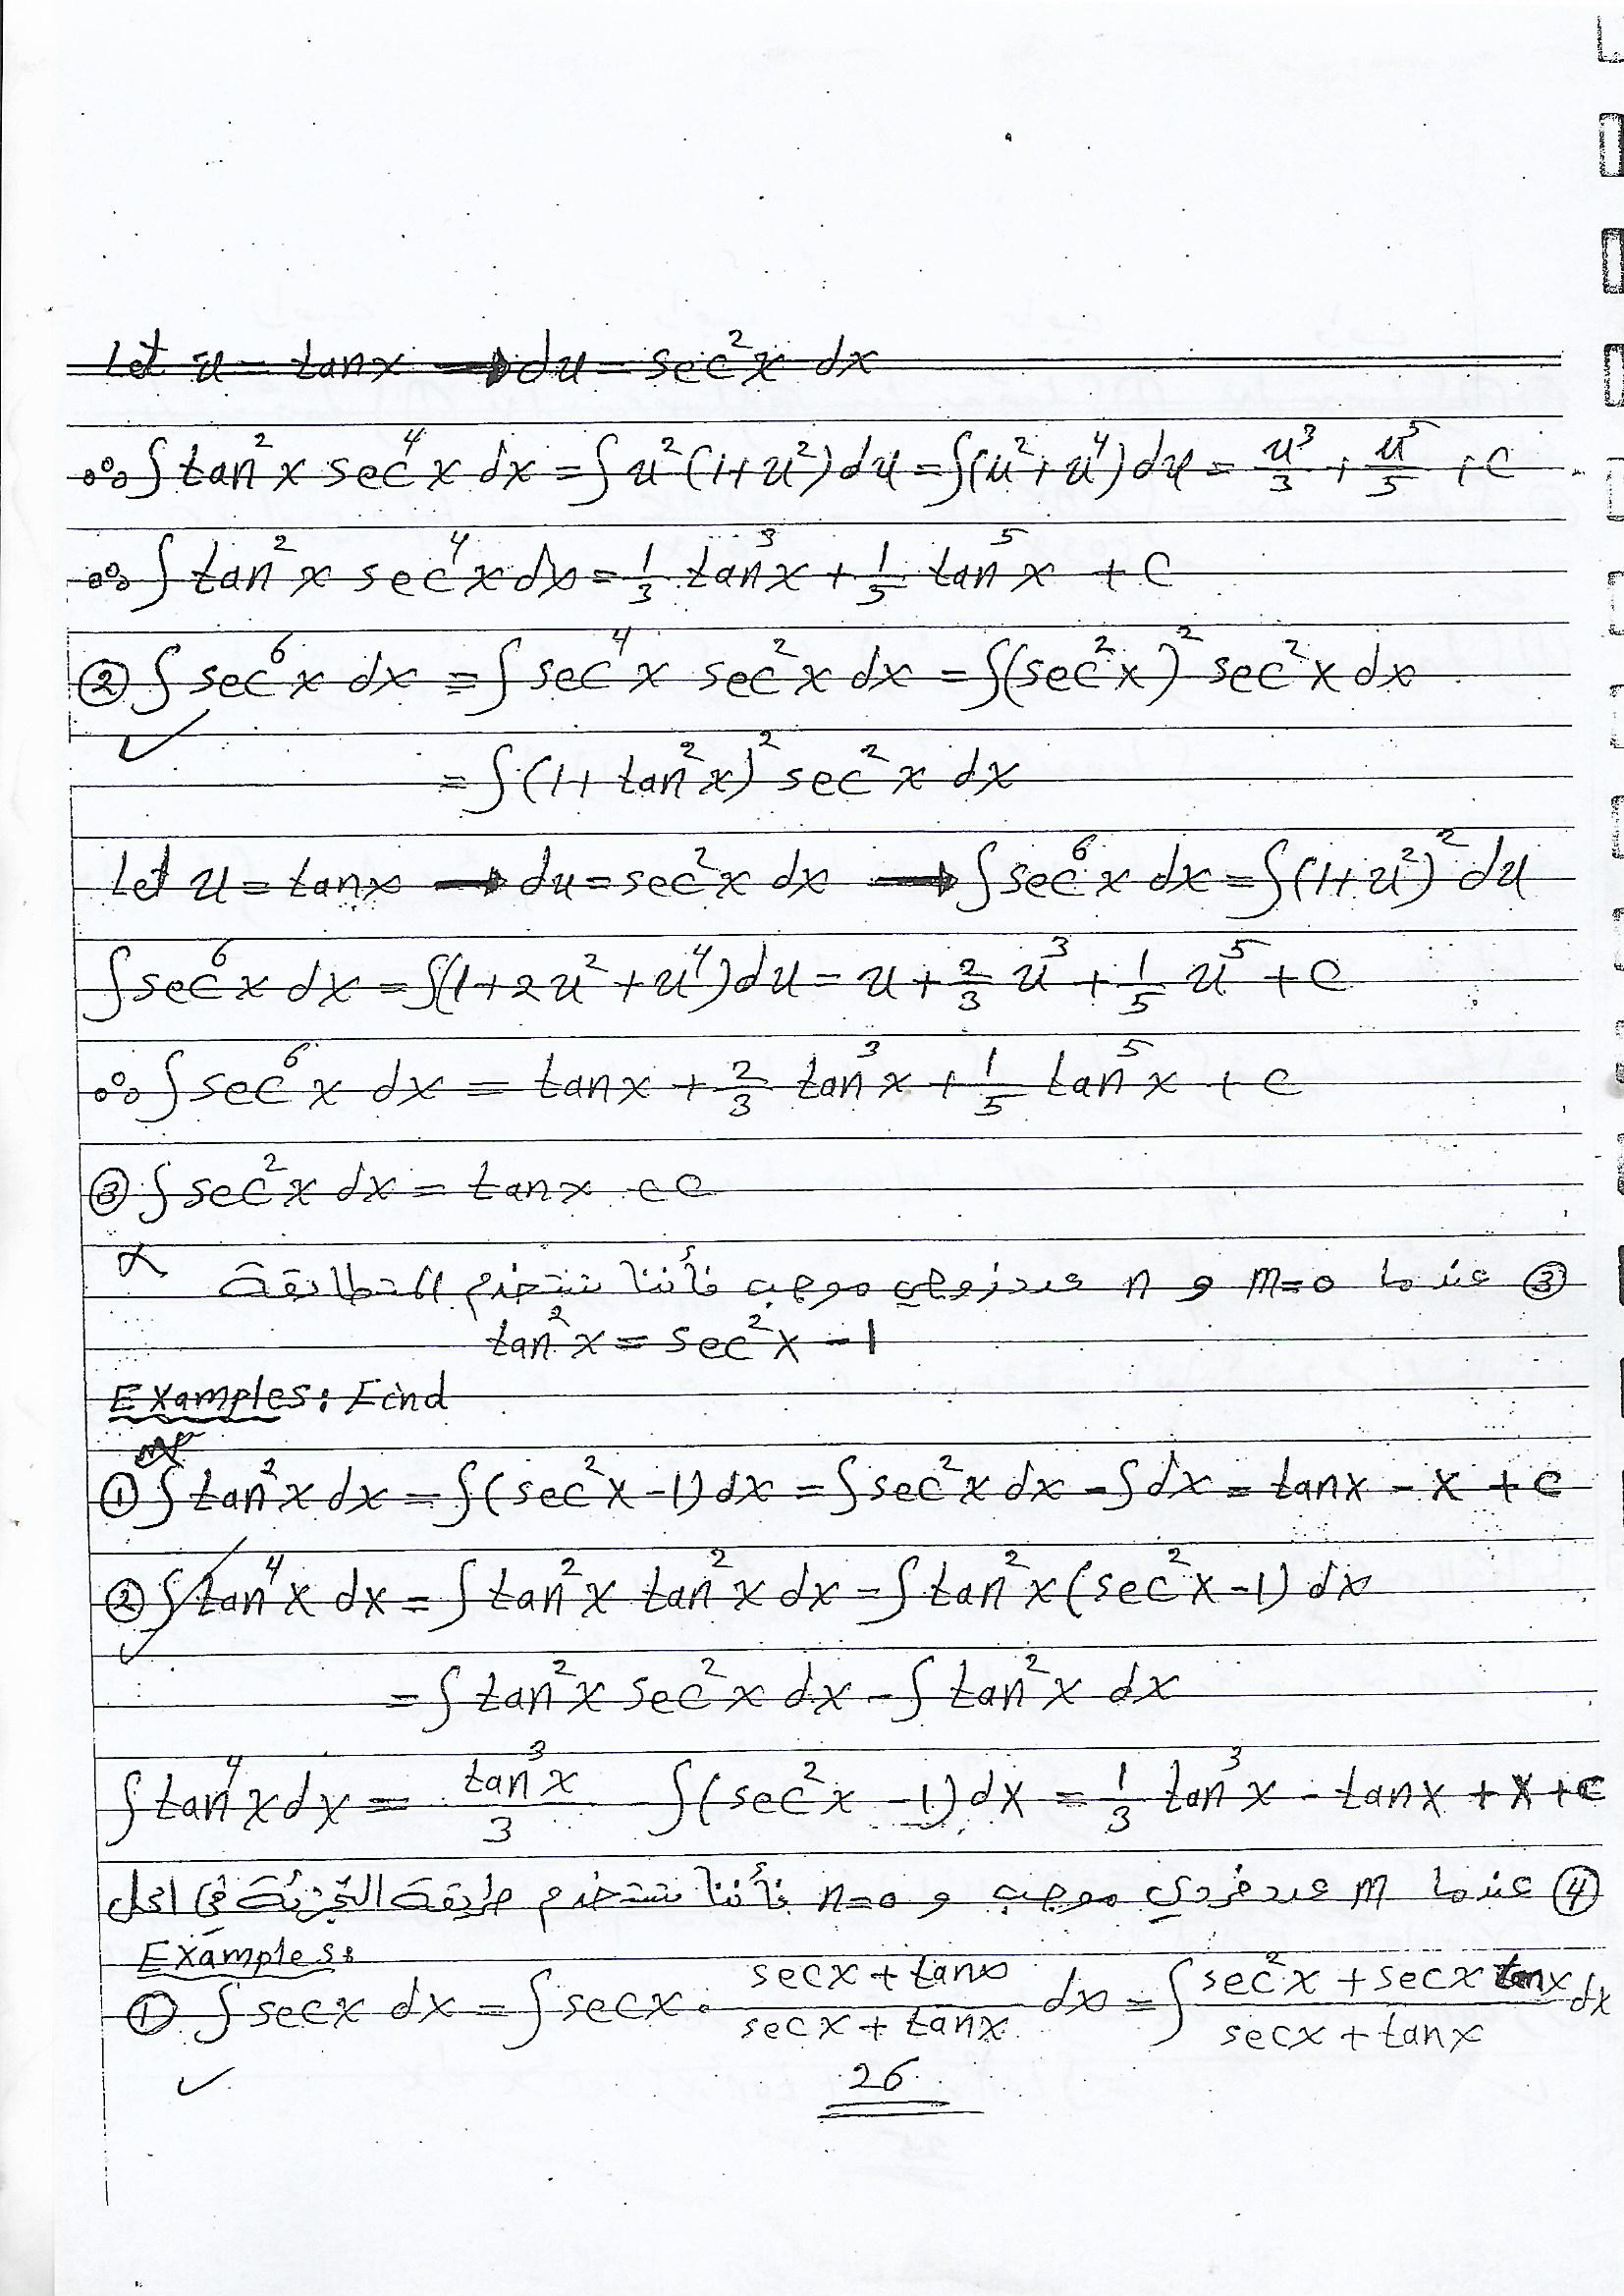 Let u = tanx → du = sec²x dx
∴ ∫ tan²x sec⁴x dx = ∫ u²(1+u²) du = ∫(u²+u⁴) du = u³/3 + u⁵/5 + C
∴ ∫ tan²x sec⁴x dx = 1/3 tan³x + 1/5 tan⁵x + C
② ∫ sec⁶x dx = ∫ sec⁴x sec²x dx = ∫(sec²x)² sec²x dx
= ∫(1+ tan²x)² sec²x dx
Let u = tanx → du = sec²x dx → ∫ sec⁶x dx = ∫(1+u²)² du
∫ sec⁶x dx = ∫(1+2u²+u⁴) du = u + 2/3 u³ + 1/5 u⁵ + C
∴ ∫ sec⁶x dx = tanx + 2/3 tan³x + 1/5 tan⁵x + C
③ ∫ sec²x dx = tanx + C
③ عندما m=0 و n عدد زوجي موجب فأننا نستخدم المتطابقة
tan²x = sec²x - 1
Examples: Find
① ∫ tan²x dx = ∫(sec²x -1) dx = ∫ sec²x dx - ∫ dx = tanx - x + C
② ∫ tan⁴x dx = ∫ tan²x tan²x dx = ∫ tan²x (sec²x -1) dx
= ∫ tan²x sec²x dx - ∫ tan²x dx
∫ tan⁴x dx = tan³x/3 - ∫(sec²x -1) dx = 1/3 tan³x - tanx + x + C
④ عندما m عدد فردي موجب و n=0 فأننا نستخدم طريقة التجزئة في الحل
Examples:
① ∫ secx dx = ∫ secx · (secx + tanx)/(secx + tanx) dx = ∫ (sec²x + secx tanx)/(secx + tanx) dx
26